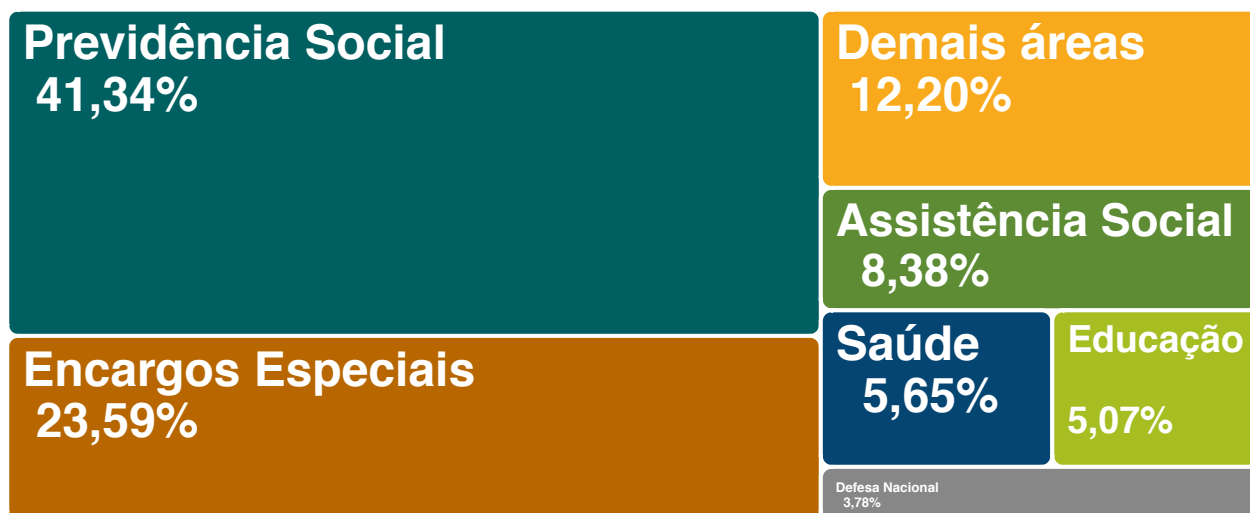 Previdência Social
41,34%
Encargos Especiais
23,59%
Demais áreas
12,20%
Assistência Social
8,38%
Saúde
5,65%
Educação
5,07%
Defesa Nacional
3,78%